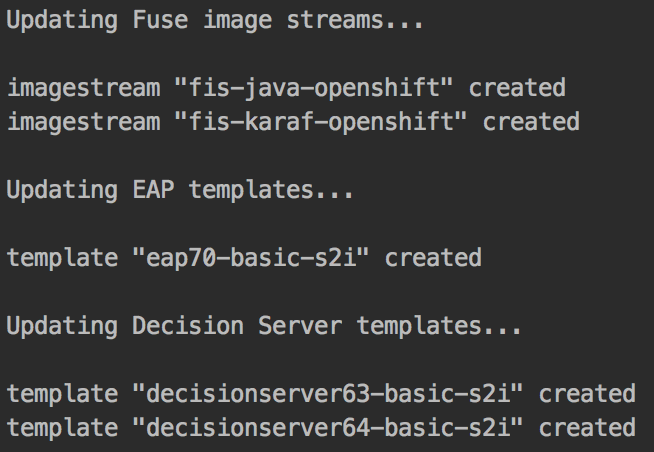 Updating Fuse image streams...
imagestream "fis-java-openshift" created
imagestream "fis-karaf-openshift" created
Updating EAP templates...
template "eap70-basic-s2i" created
Updating Decision Server templates...
template "decisionserver63-basic-s2i" created
template "decisionserver64-basic-s2i" created